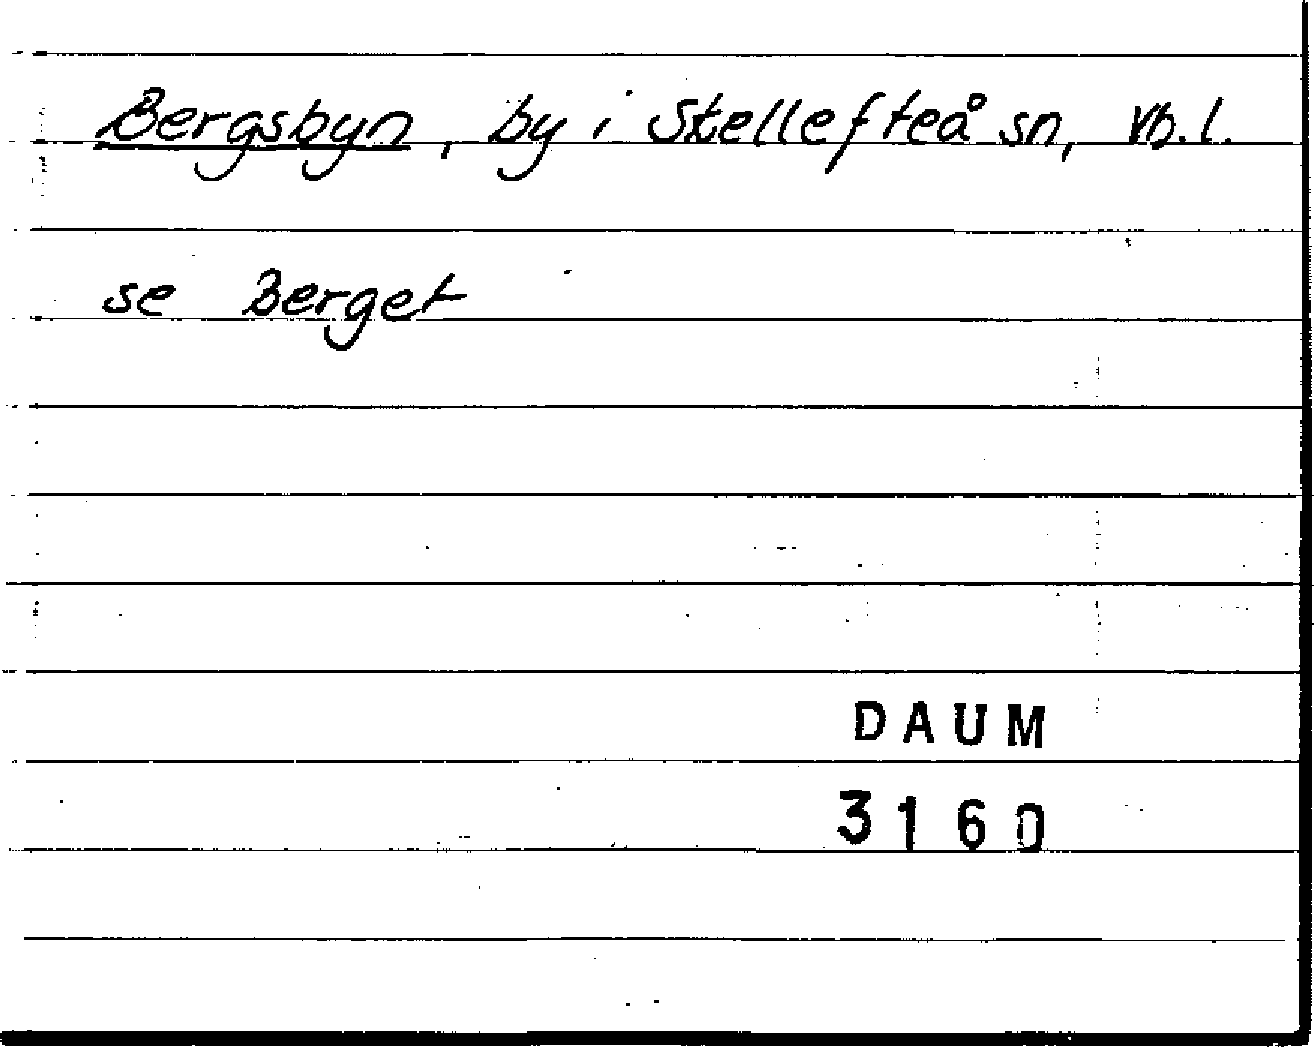 Bergsbyn, by i Skellefteå sn, Vb.l.
se Berget
DAUM
3160